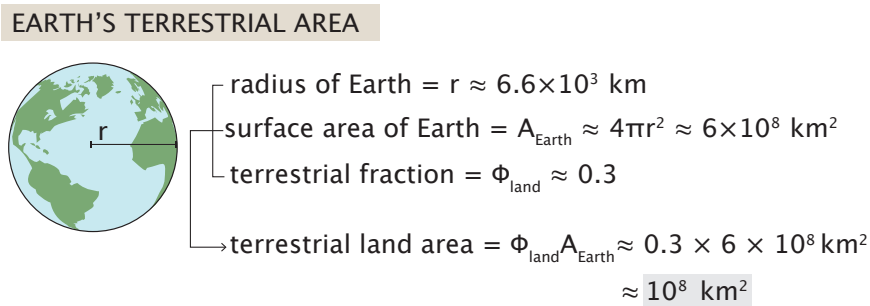 EARTH'S TERRESTRIAL AREA
radius of Earth = r ≈ 6.6×10³ km
r
surface area of Earth = A_Earth ≈ 4πr² ≈ 6×10⁸ km²
terrestrial fraction = Φ_land ≈ 0.3
terrestrial land area = Φ_land A_Earth ≈ 0.3 × 6 × 10⁸ km²
≈ 10⁸ km²